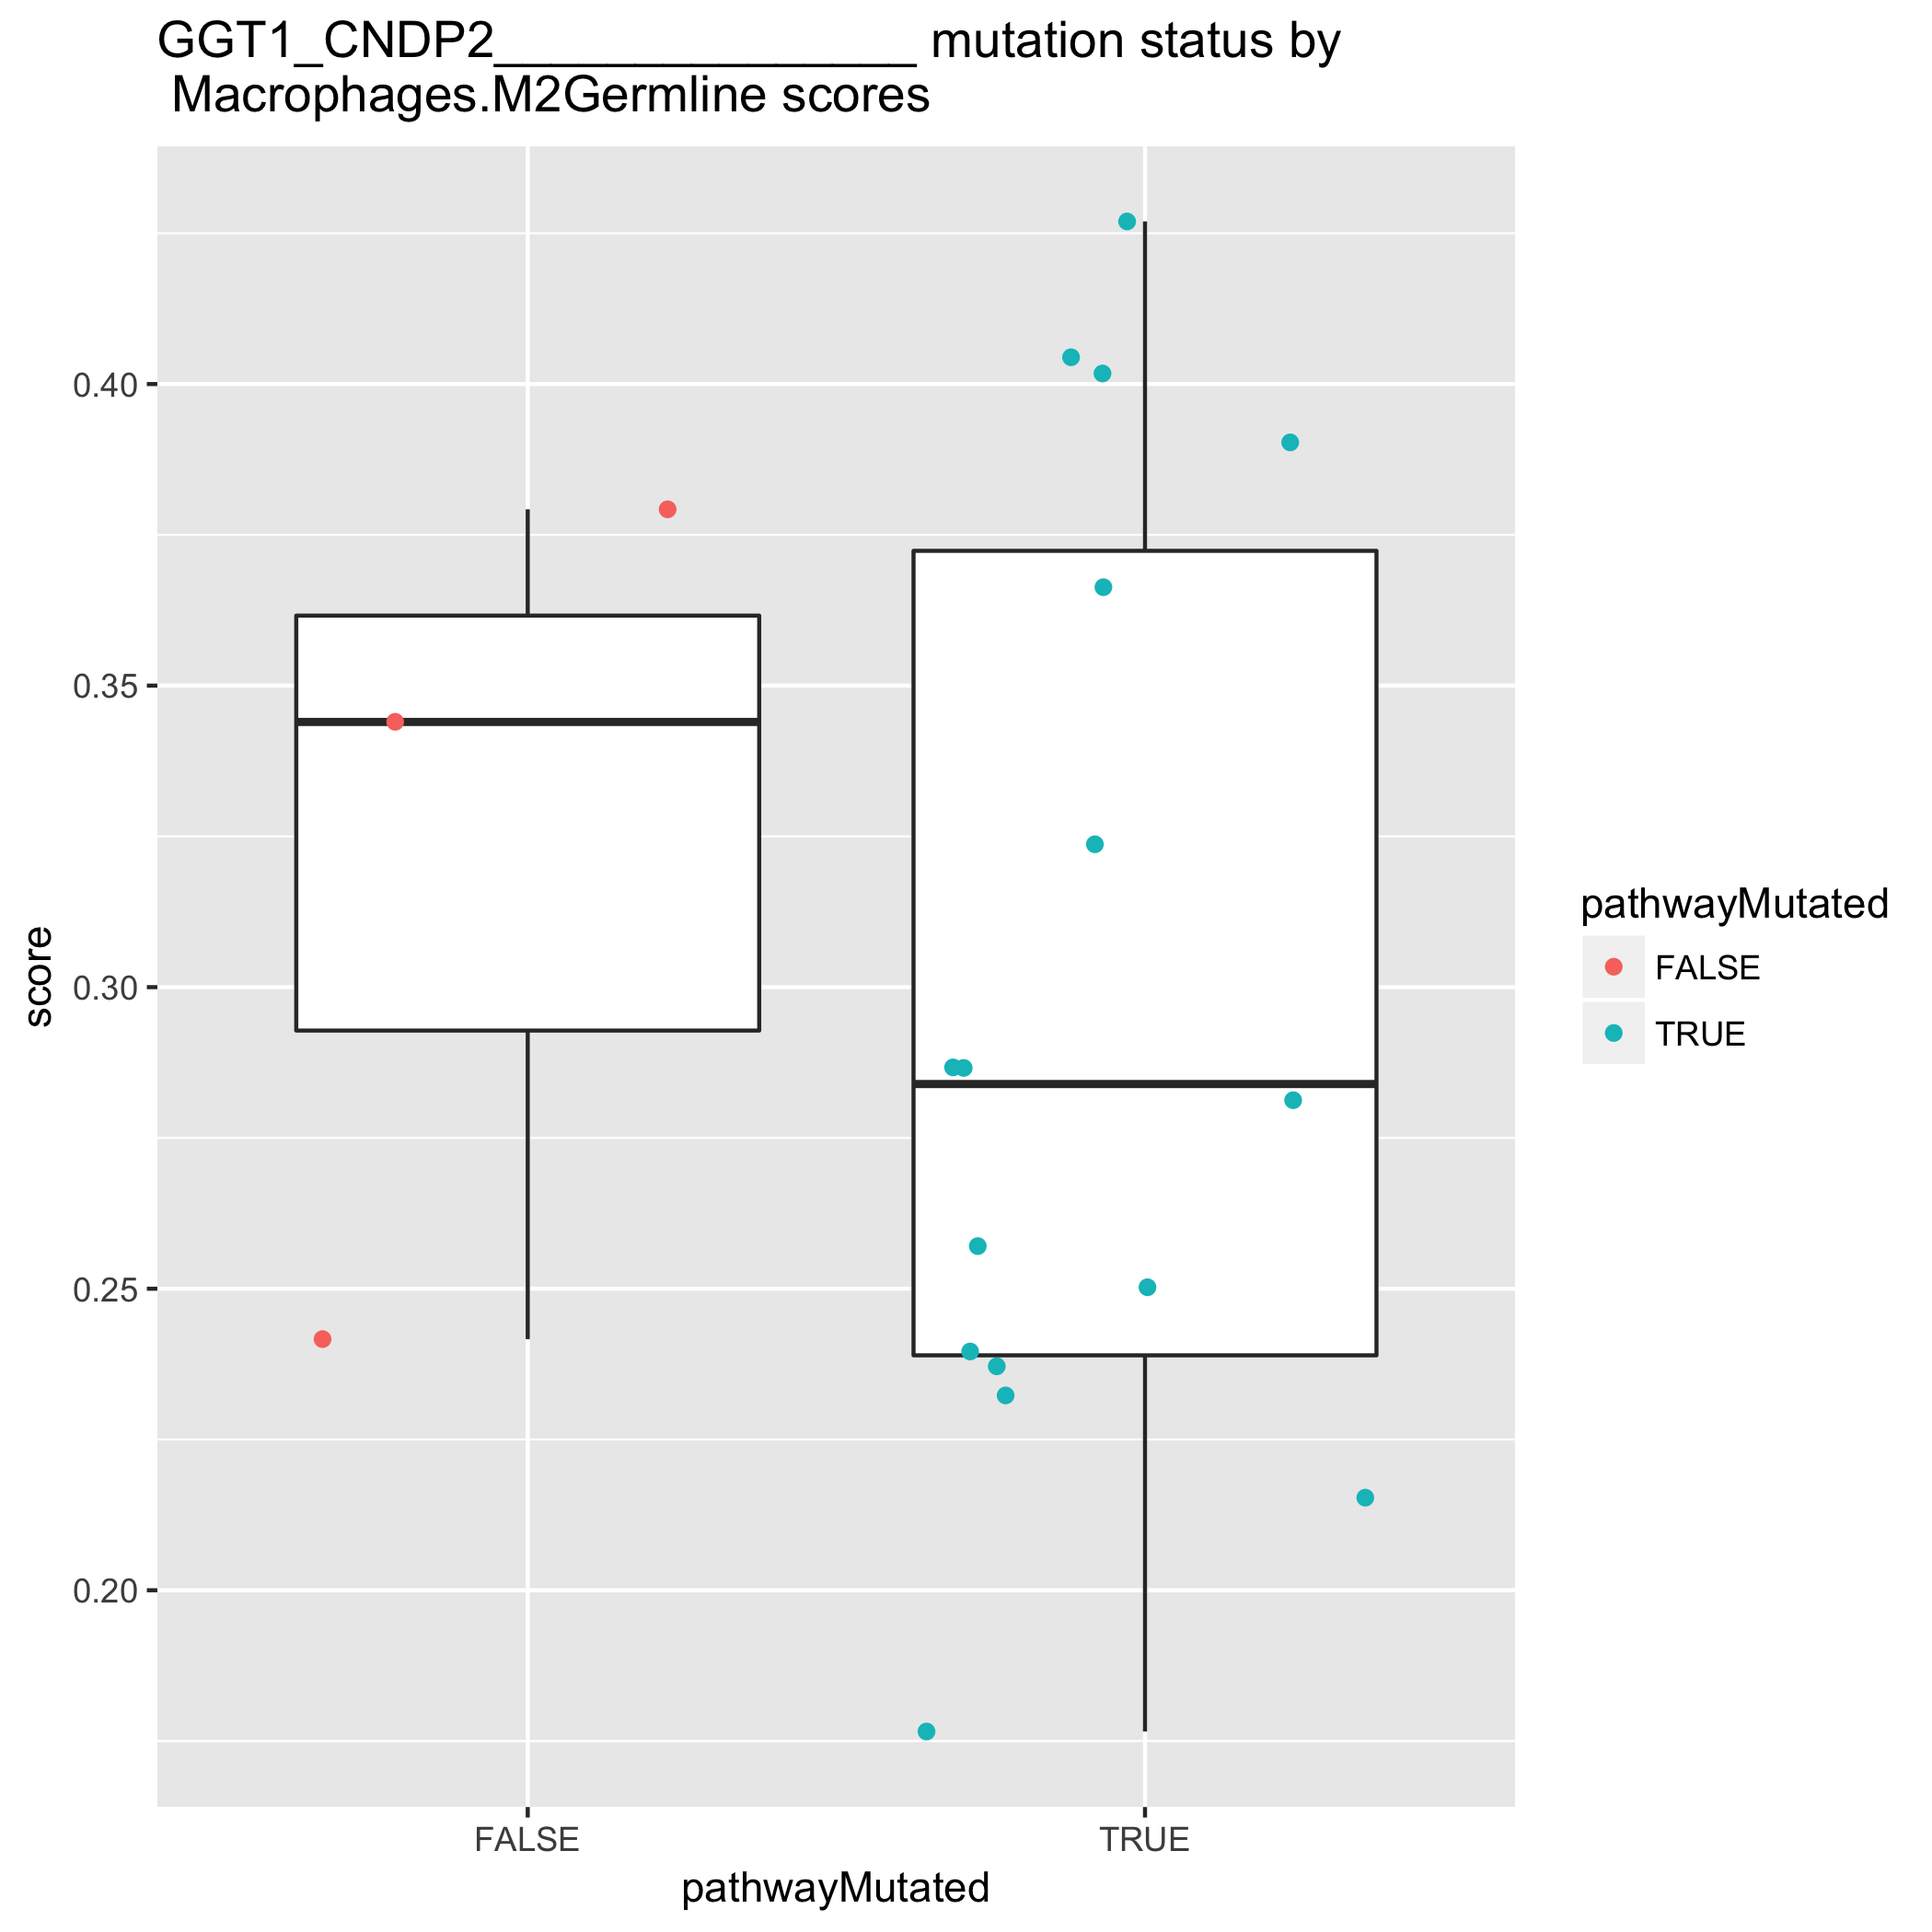 GGT1_CNDP2_______________ mutation status by
Macrophages.M2Germline scores
score
0.40
0.35
0.30
0.25
0.20
FALSE
TRUE
pathwayMutated
pathwayMutated
FALSE
TRUE